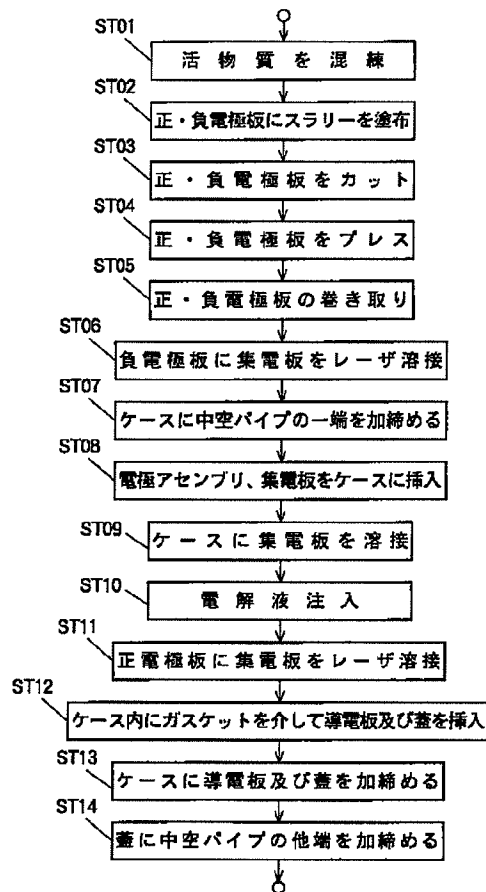 ST01
活物質を混練
ST02
正・負電極板にスラリーを塗布
ST03
正・負電極板をカット
ST04
正・負電極板をプレス
ST05
正・負電極板の巻き取り
ST06
負電極板に集電板をレーザ溶接
ST07
ケースに中空パイプの一端を加締める
ST08
電極アセンブリ、集電板をケースに挿入
ST09
ケースに集電板を溶接
ST10
電解液注入
ST11
正電極板に集電板をレーザ溶接
ST12
ケース内にガスケットを介して導電板及び蓋を挿入
ST13
ケースに導電板及び蓋を加締める
ST14
蓋に中空パイプの他端を加締める